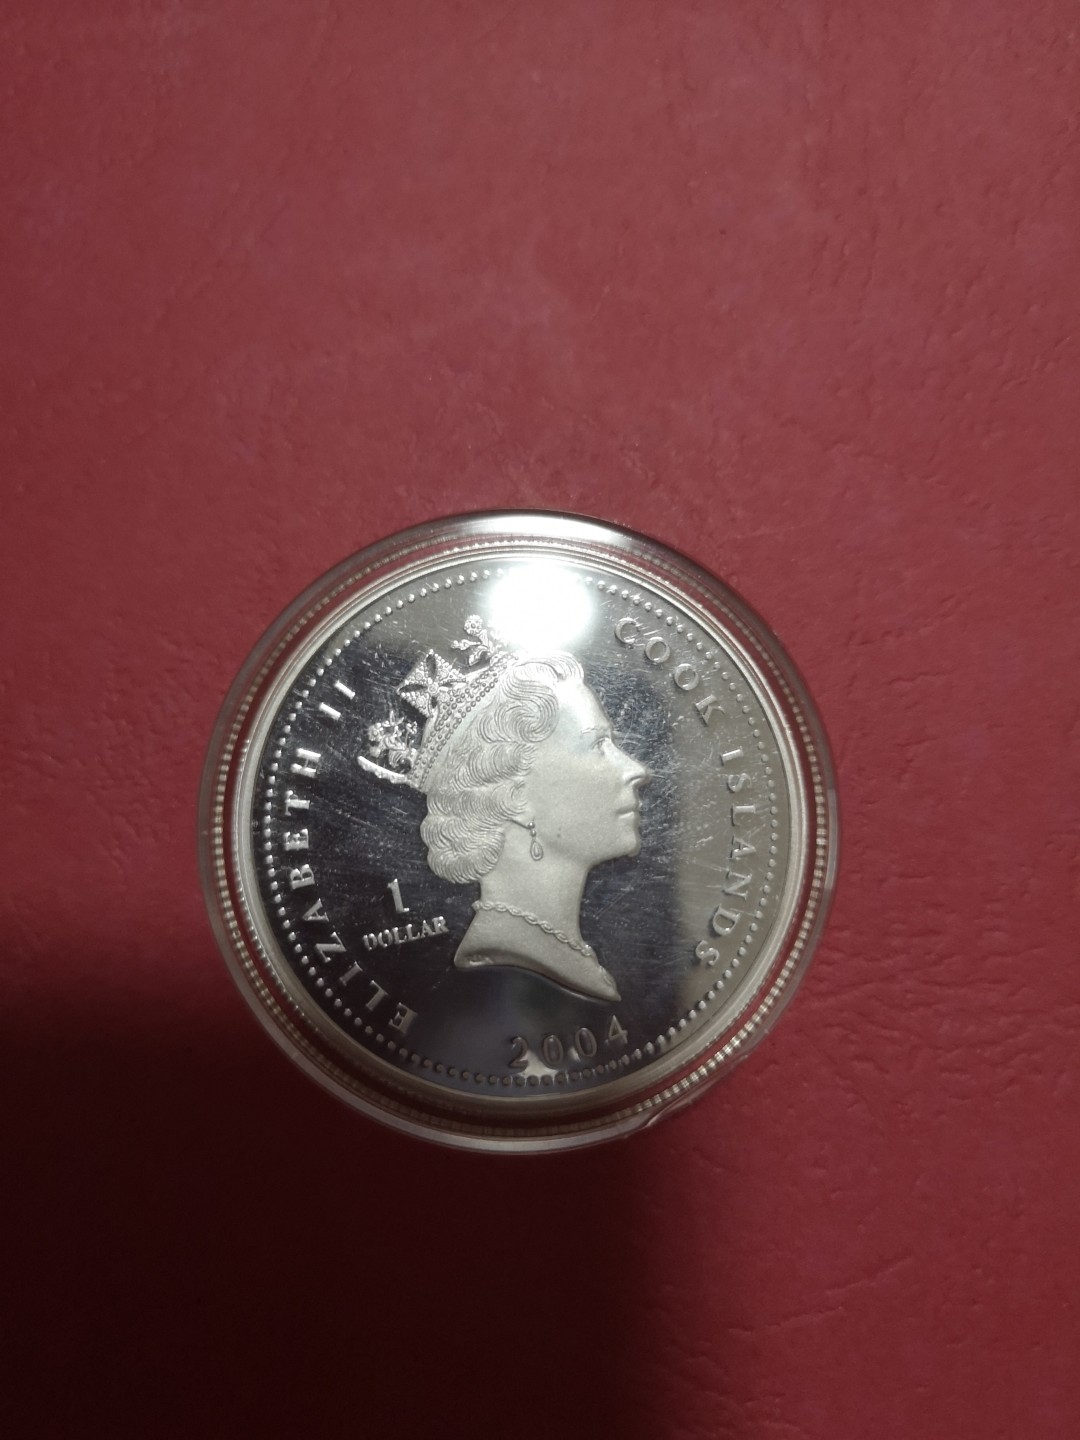 ELIZABETH II
COOK ISLANDS
1
DOLLAR
2004